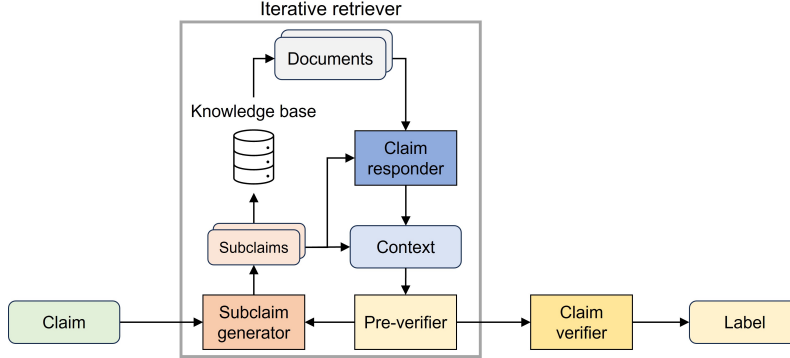 Iterative retriever
Documents
Knowledge base
Claim
responder
Subclaims
Context
Claim
Subclaim
generator
Pre-verifier
Claim
verifier
Label